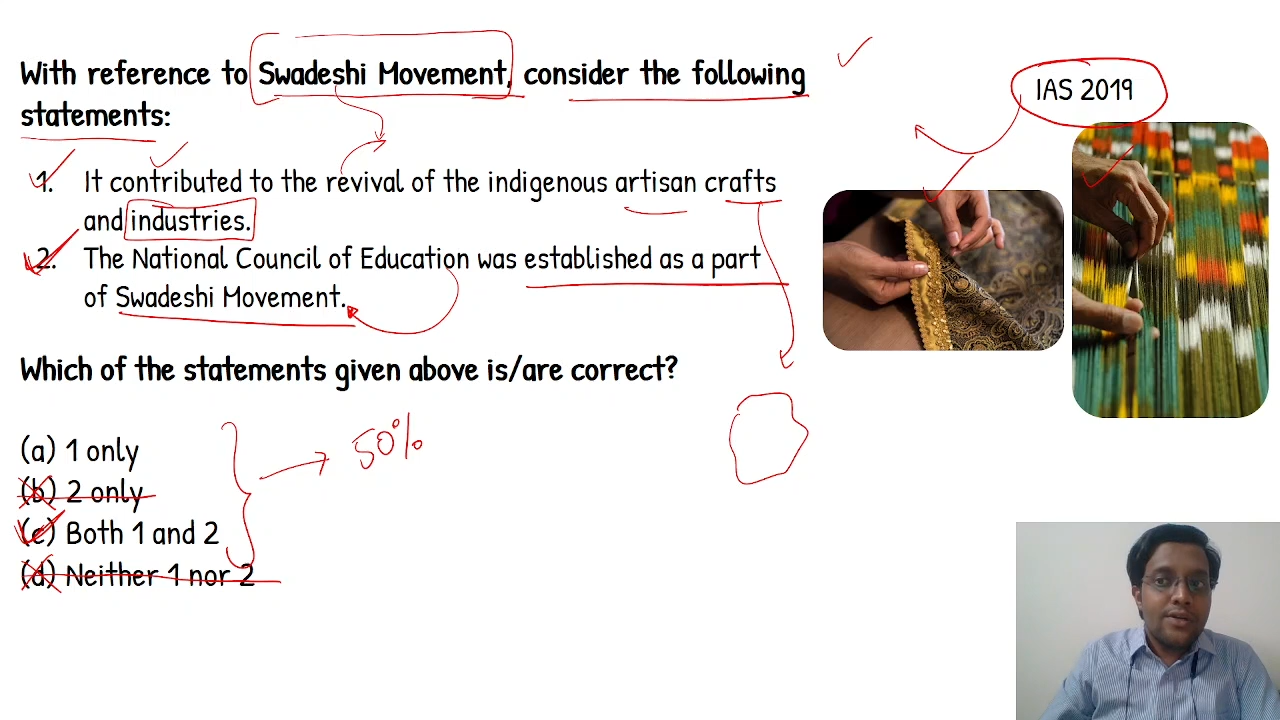 With reference to Swadeshi Movement, consider the following
statements:
IAS 2019
1. It contributed to the revival of the indigenous artisan crafts
and industries.
2. The National Council of Education was established as a part
of Swadeshi Movement.
Which of the statements given above is/are correct?
(a) 1 only
50%
(b) 2 only
(c) Both 1 and 2
(d) Neither 1 nor 2